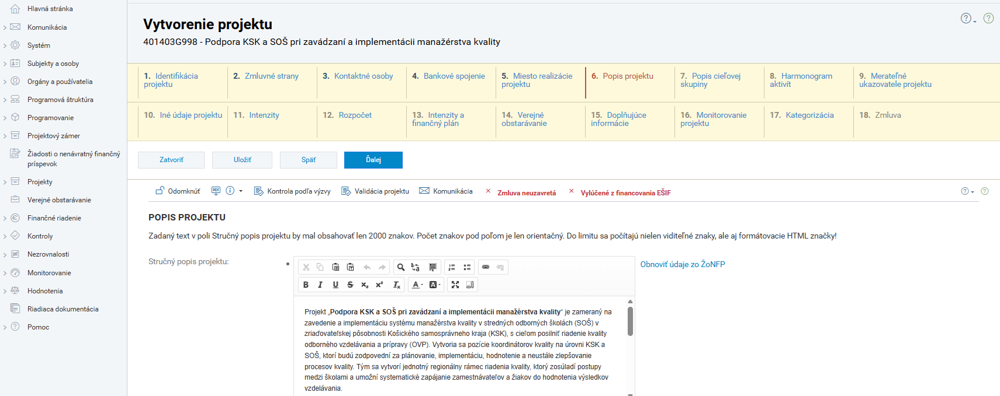 Hlavná stránka
Komunikácia
Systém
Subjekty a osoby
Orgány a používatelia
Programová štruktúra
Programovanie
Projektový zámer
Žiadosti o nenávratný finančný
príspevok
Projekty
Verejné obstarávanie
Finančné riadenie
Kontroly
Nezrovnalosti
Monitorovanie
Hodnotenia
Riadiaca dokumentácia
Pomoc
Vytvorenie projektu
401403G998 - Podpora KSK a SOŠ pri zavádzaní a implementácii manažérstva kvality
1. Identifikácia
projektu
2. Zmluvné strany
3. Kontaktné osoby
4. Bankové spojenie
5. Miesto realizácie
projektu
6. Popis projektu
7. Popis cieľovej
skupiny
8. Harmonogram
aktivít
9. Merateľné
ukazovatele projektu
10. Iné údaje projektu
11. Intenzity
12. Rozpočet
13. Intenzity a
finančný plán
14. Verejné
obstarávanie
15. Doplňujúce
informácie
16. Monitorovanie
projektu
17. Kategorizácia
18. Zmluva
Zatvoriť
Uložiť
Späť
Ďalej
Odomknúť
PDF
Kontrola podľa výzvy
Validácia projektu
Komunikácia
Zmluva neuzavretá
Vylúčené z financovania EŠIF
POPIS PROJEKTU
Zadaný text v poli Stručný popis projektu by mal obsahovať len 2000 znakov. Počet znakov pod poľom je len orientačný. Do limitu sa počítajú nielen viditeľné znaky, ale aj formátovacie HTML značky!
Stručný popis projektu:
Obnoviť údaje zo ŽoNFP
Projekt „Podpora KSK a SOŠ pri zavádzaní a implementácii manažérstva kvality“ je zameraný na
zavedenie a implementáciu systému manažérstva kvality v stredných odborných školách (SOŠ) v
zriaďovateľskej pôsobnosti Košického samosprávneho kraja (KSK), s cieľom posilniť riadenie kvality
odborného vzdelávania a prípravy (OVP). Vytvoria sa pozície koordinátorov kvality na úrovni KSK a
SOŠ, ktorí budú zodpovední za plánovanie, implementáciu, hodnotenie a neustále zlepšovanie
procesov kvality. Tým sa vytvorí jednotný regionálny rámec riadenia kvality, ktorý zosúladí postupy
medzi školami a umožní systematické zapájanie zamestnávateľov a žiakov do hodnotenia výsledkov
vzdelávania.